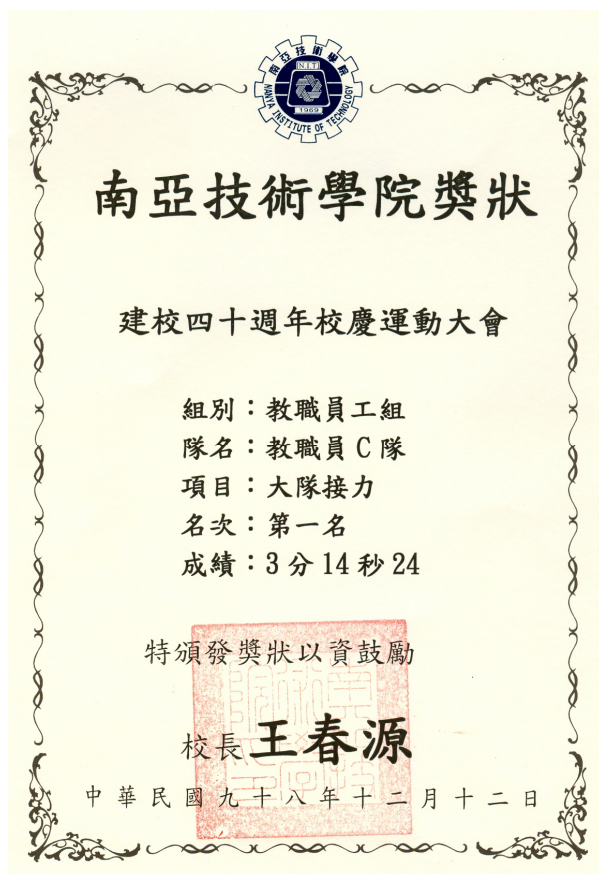 南亞技術學院
N.I.T
1969
NANYA INSTITUTE OF TECHNOLOGY
南亞技術學院獎狀
建校四十週年校慶運動大會
組別：教職員工組
隊名：教職員C隊
項目：大隊接力
名次：第一名
成績：3分14秒24
特頒發獎狀以資鼓勵
校長王春源
中華民國九十八年十二月十二日